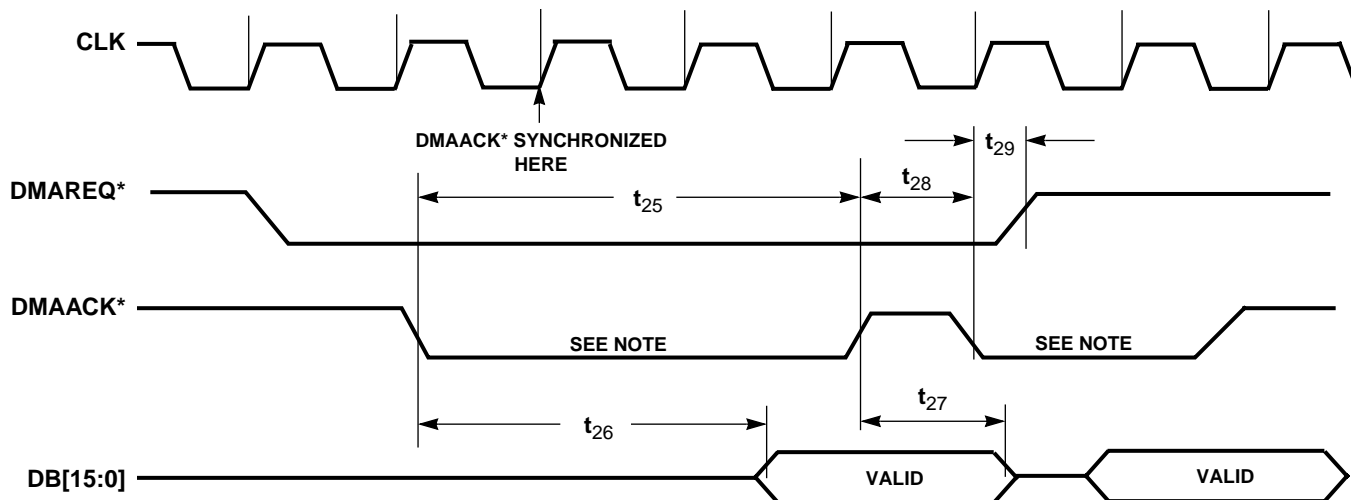 CLK
DMAACK* SYNCHRONIZED
HERE
t29
DMAREQ*
t25
t28
DMAACK*
SEE NOTE
SEE NOTE
t26
t27
DB[15:0]
VALID
VALID